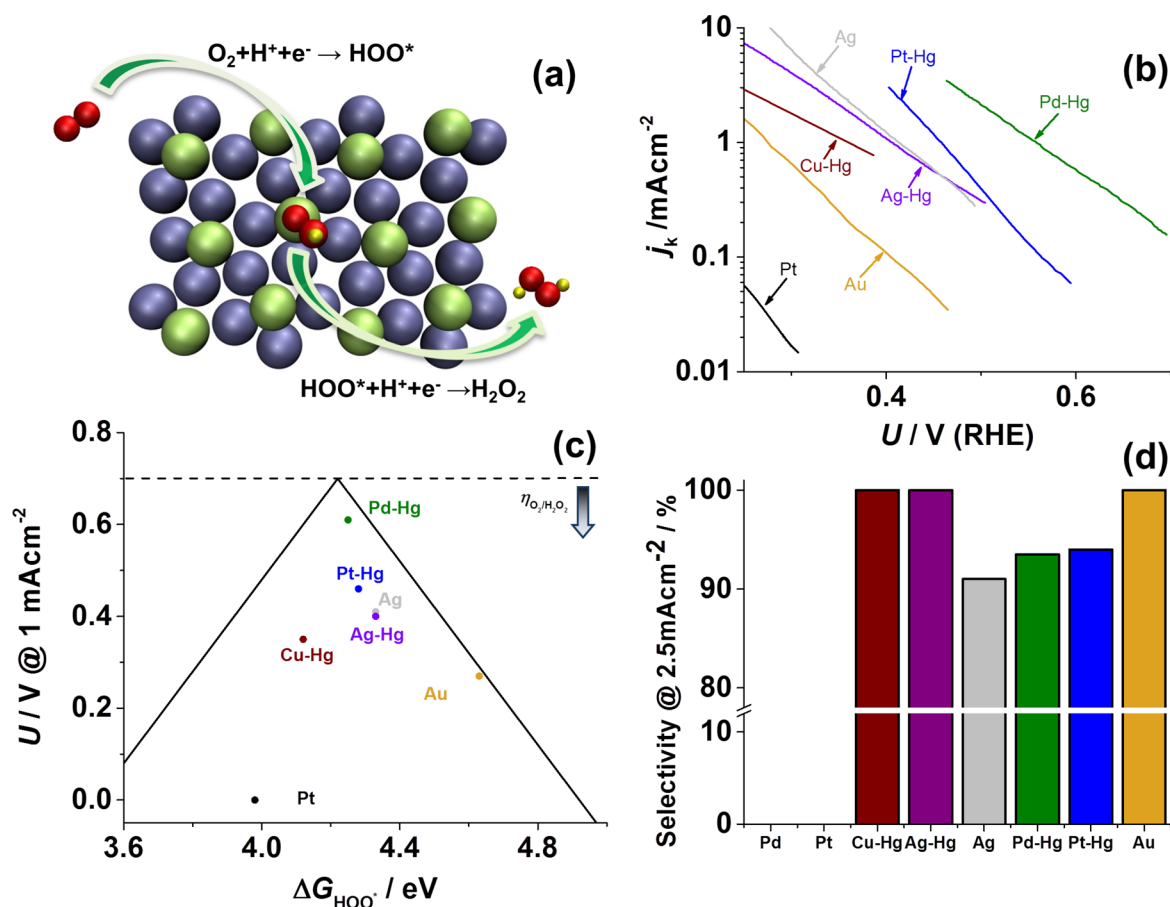 O₂+H⁺+e⁻ → HOO*
(a)
HOO*+H⁺+e⁻→H₂O₂
(b)
10
1
0.1
0.01
jₖ /mAcm⁻²
Ag
Pt-Hg
Pd-Hg
Cu-Hg
Ag-Hg
Au
Pt
0.4
0.6
U / V (RHE)
(c)
0.8
0.6
0.4
0.2
0.0
U / V @ 1 mAcm⁻²
η O₂/H₂O₂
Pd-Hg
Pt-Hg
Ag
Ag-Hg
Cu-Hg
Au
Pt
3.6
4.0
4.4
4.8
ΔG HOO* / eV
(d)
100
90
80
10
0
Selectivity @ 2.5mAcm⁻² / %
Pd
Pt
Cu-Hg
Ag-Hg
Ag
Pd-Hg
Pt-Hg
Au